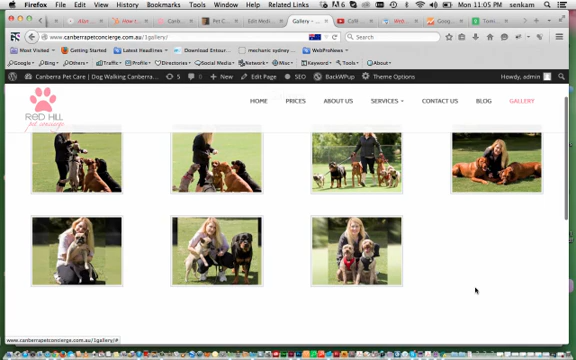 Firefox File Edit View History Bookmarks Tools Window Related Links Help Mon 11:05 PM senkam
Gallery -
www.canberrapetconcierge.com.au/1gallery/ Search
Most Visited Getting Started Latest Headlines Download Entour... mechanic sydney WebProNews
Google Min Traffic Profile Directories Social Media Network Misc Keyword Tools About
Canberra Pet Care | Dog Walking Canberra... 5 0 New Edit Page SEO BackWPup Theme Options Howdy, admin
HOME PRICES ABOUT US SERVICES CONTACT US BLOG GALLERY
RED HILL
pet concierge
www.canberrapetconcierge.com.au/1gallery/#